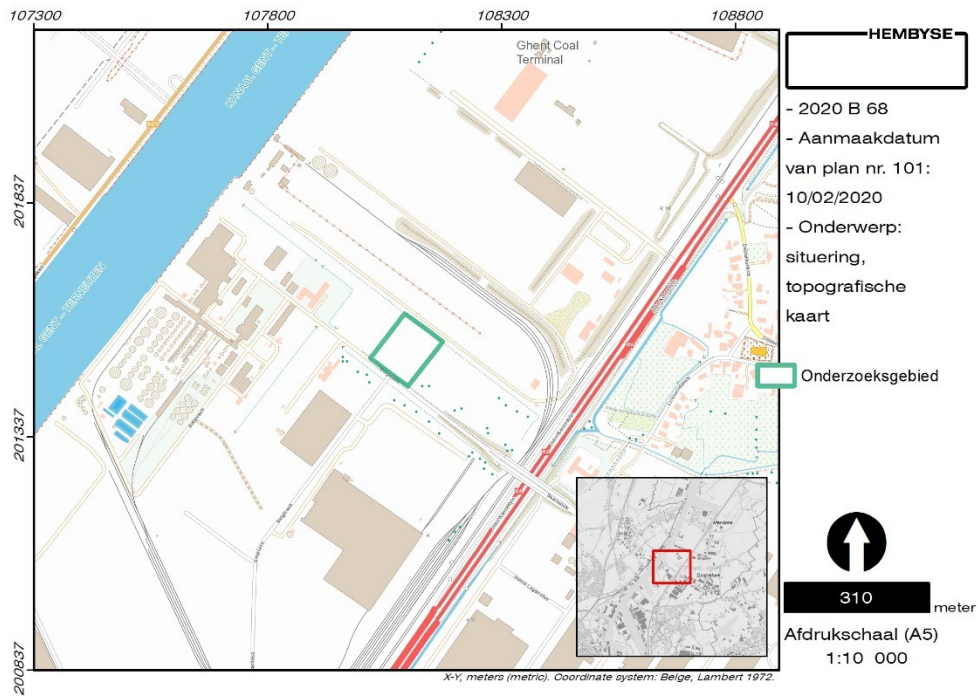 107300 107800 108300 108800
HEMBYSE
201837
201337
200837
Ghent Coal
Terminal
KANAAL GENT - TE
AL GENT - TERNEUZEN
- 2020 B 68
- Aanmaakdatum
van plan nr. 101:
10/02/2020
- Onderwerp:
situering,
topografische
kaart
Onderzoeksgebied
310
meter
Afdrukschaal (A5)
1:10 000
X-Y, meters (metric). Coordinate system: Belge, Lambert 1972.